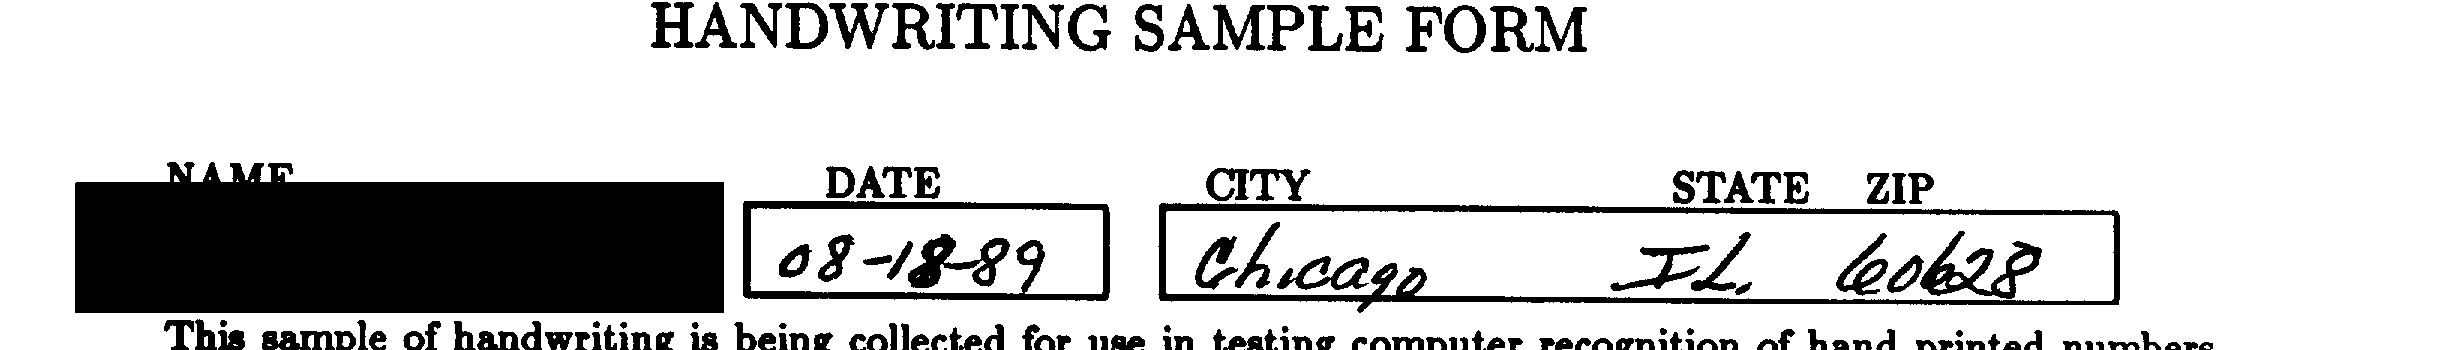 HANDWRITING SAMPLE FORM
NAME DATE CITY STATE ZIP
08-18-89 Chicago IL. 60628
This sample of handwriting is being collected for use in testing computer recognition of hand printed numbers